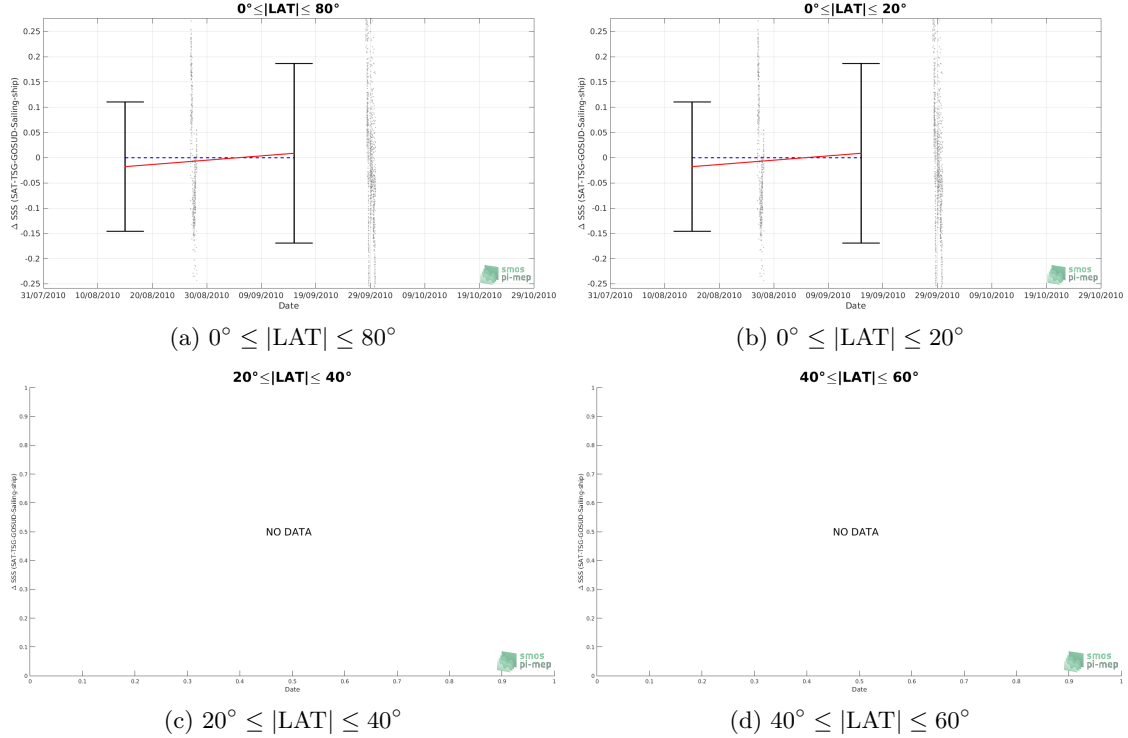 0°≤|LAT|≤ 80°
Δ SSS (SAT-TSG-GOSUD-Sailing-ship)
0.25
0.2
0.15
0.1
0.05
0
-0.05
-0.1
-0.15
-0.2
-0.25
31/07/2010 10/08/2010 20/08/2010 30/08/2010 09/09/2010 19/09/2010 29/09/2010 09/10/2010 19/10/2010 29/10/2010
Date
smos
pi-mep
(a) 0° ≤ |LAT| ≤ 80°
0°≤|LAT|≤ 20°
Δ SSS (SAT-TSG-GOSUD-Sailing-ship)
0.25
0.2
0.15
0.1
0.05
0
-0.05
-0.1
-0.15
-0.2
-0.25
31/07/2010 10/08/2010 20/08/2010 30/08/2010 09/09/2010 19/09/2010 29/09/2010 09/10/2010 19/10/2010 29/10/2010
Date
smos
pi-mep
(b) 0° ≤ |LAT| ≤ 20°
20°≤|LAT|≤ 40°
Δ SSS (SAT-TSG-GOSUD-Sailing-ship)
1
0.9
0.8
0.7
0.6
0.5
0.4
0.3
0.2
0.1
0
NO DATA
0 0.1 0.2 0.3 0.4 0.5 0.6 0.7 0.8 0.9 1
Date
smos
pi-mep
(c) 20° ≤ |LAT| ≤ 40°
40°≤|LAT|≤ 60°
Δ SSS (SAT-TSG-GOSUD-Sailing-ship)
1
0.9
0.8
0.7
0.6
0.5
0.4
0.3
0.2
0.1
0
NO DATA
0 0.1 0.2 0.3 0.4 0.5 0.6 0.7 0.8 0.9 1
Date
smos
pi-mep
(d) 40° ≤ |LAT| ≤ 60°